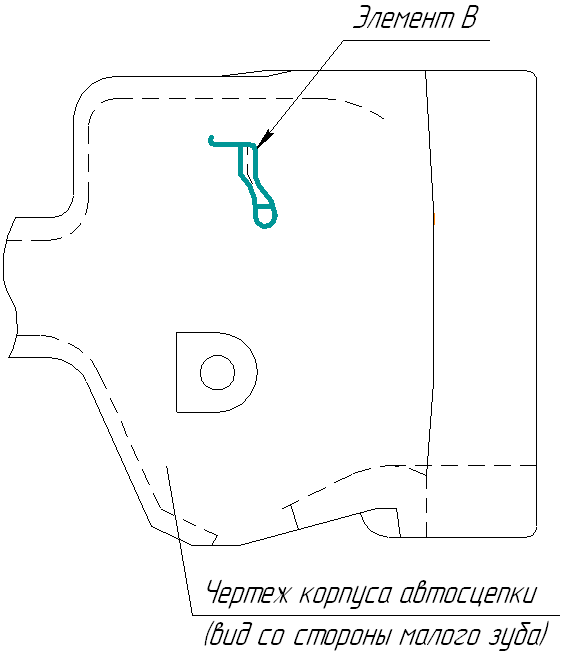 Элемент В
Чертеж корпуса автосцепки
(вид со стороны малого зуба)